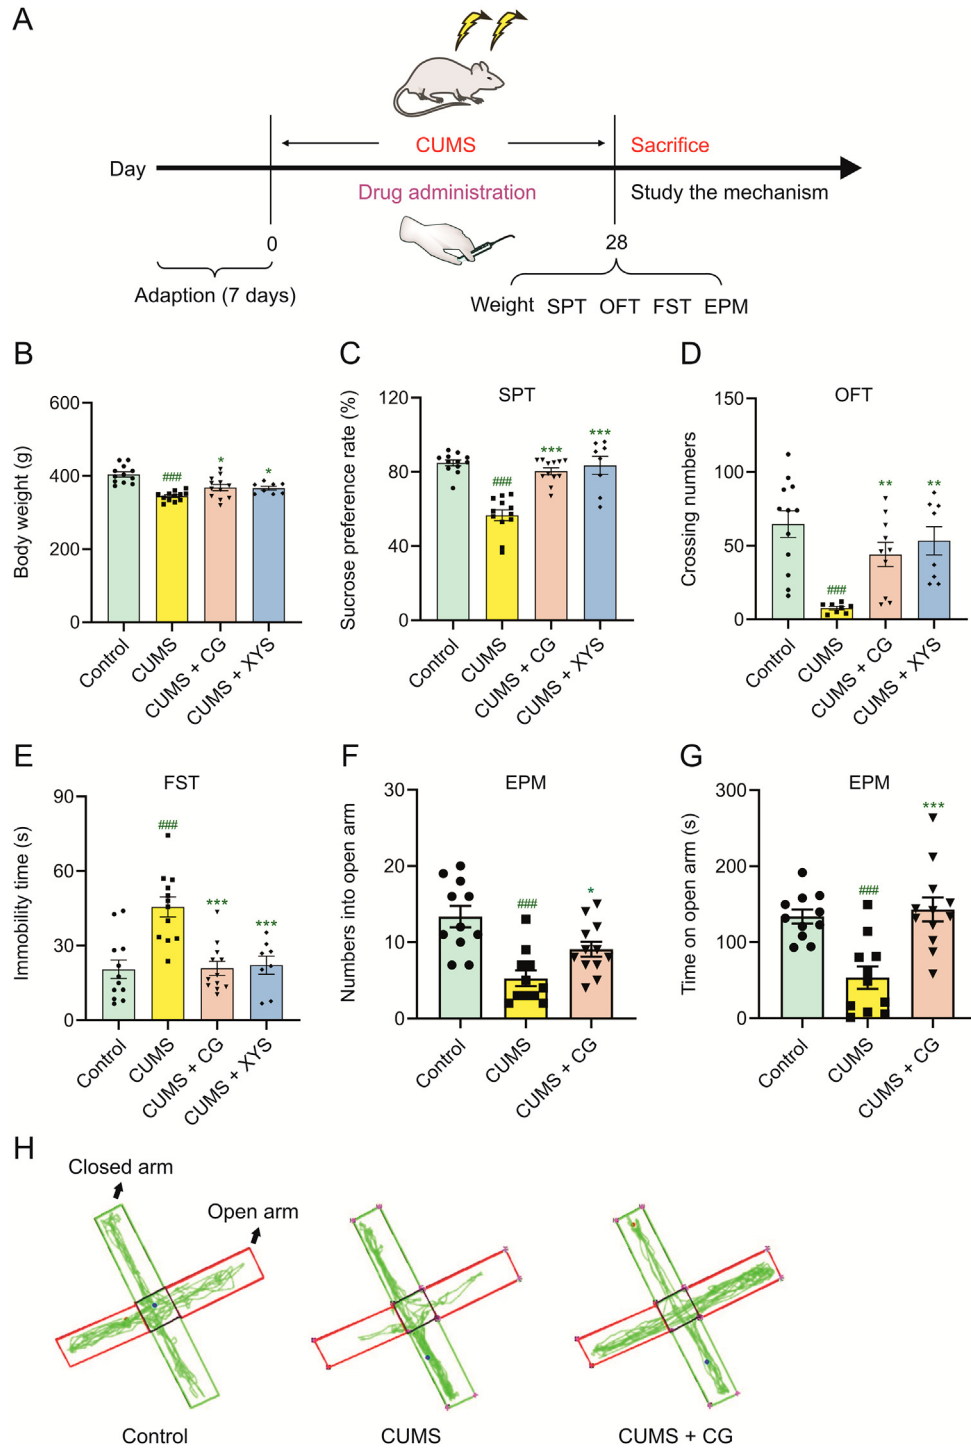 A
CUMS
Sacrifice
Day
Drug administration
Study the mechanism
0
28
Adaption (7 days)
Weight SPT OFT FST EPM
B
Body weight (g)
600
400
200
0
###
*
*
Control
CUMS
CUMS + CG
CUMS + XYS
C
SPT
Sucrose preference rate (%)
120
80
40
0
###
***
***
Control
CUMS
CUMS + CG
CUMS + XYS
D
OFT
Crossing numbers
150
100
50
0
###
**
**
Control
CUMS
CUMS + CG
CUMS + XYS
E
FST
Immobility time (s)
90
60
30
0
###
***
***
Control
CUMS
CUMS + CG
CUMS + XYS
F
EPM
Numbers into open arm
30
20
10
0
###
*
Control
CUMS
CUMS + CG
G
EPM
Time on open arm (s)
300
200
100
0
###
***
Control
CUMS
CUMS + CG
H
Closed arm
Open arm
Control
CUMS
CUMS + CG